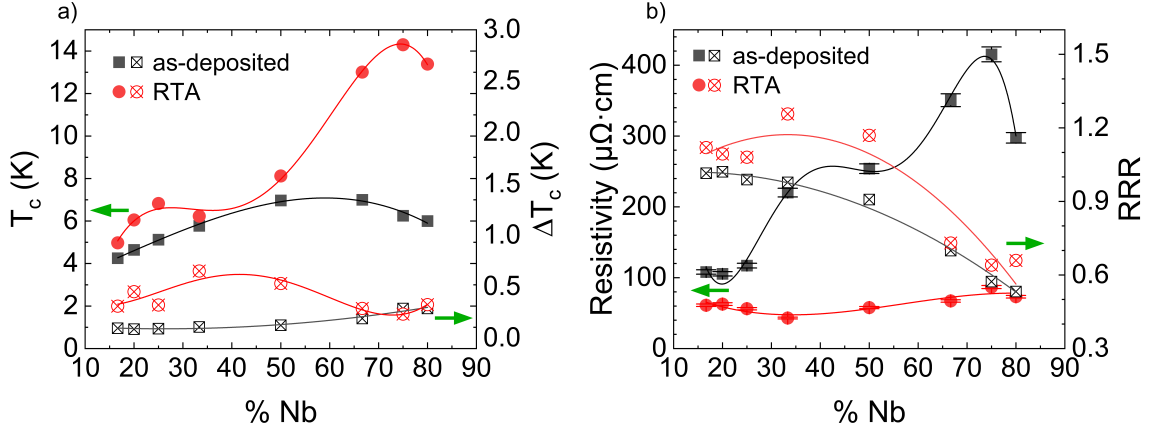 a)
14
12
10
8
6
4
2
0
T_c (K)
as-deposited
RTA
3.0
2.5
2.0
1.5
1.0
0.5
0.0
ΔT_c (K)
10 20 30 40 50 60 70 80 90
% Nb
b)
400
300
200
100
0
Resistivity (μΩ·cm)
as-deposited
RTA
1.5
1.2
0.9
0.6
0.3
RRR
10 20 30 40 50 60 70 80 90
% Nb